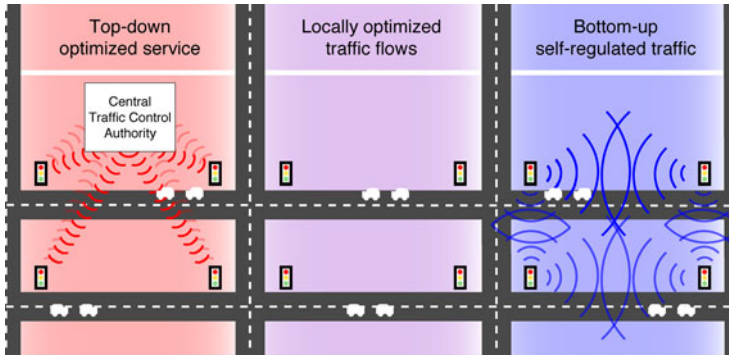 Top-down
optimized service
Locally optimized
traffic flows
Bottom-up
self-regulated traffic
Central
Traffic Control
Authority